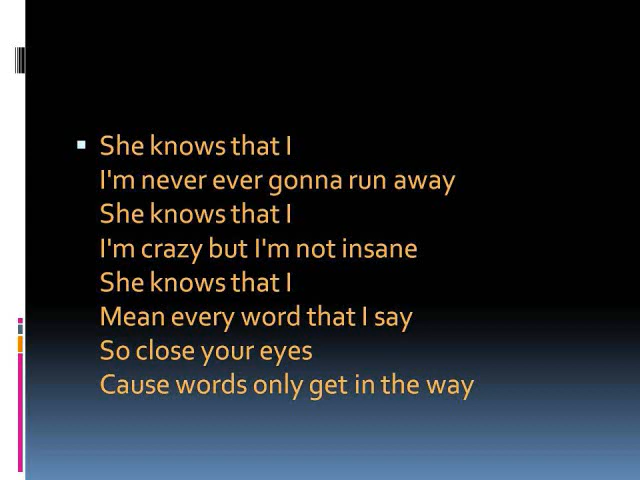 She knows that I
I'm never ever gonna run away
She knows that I
I'm crazy but I'm not insane
She knows that I
Mean every word that I say
So close your eyes
Cause words only get in the way